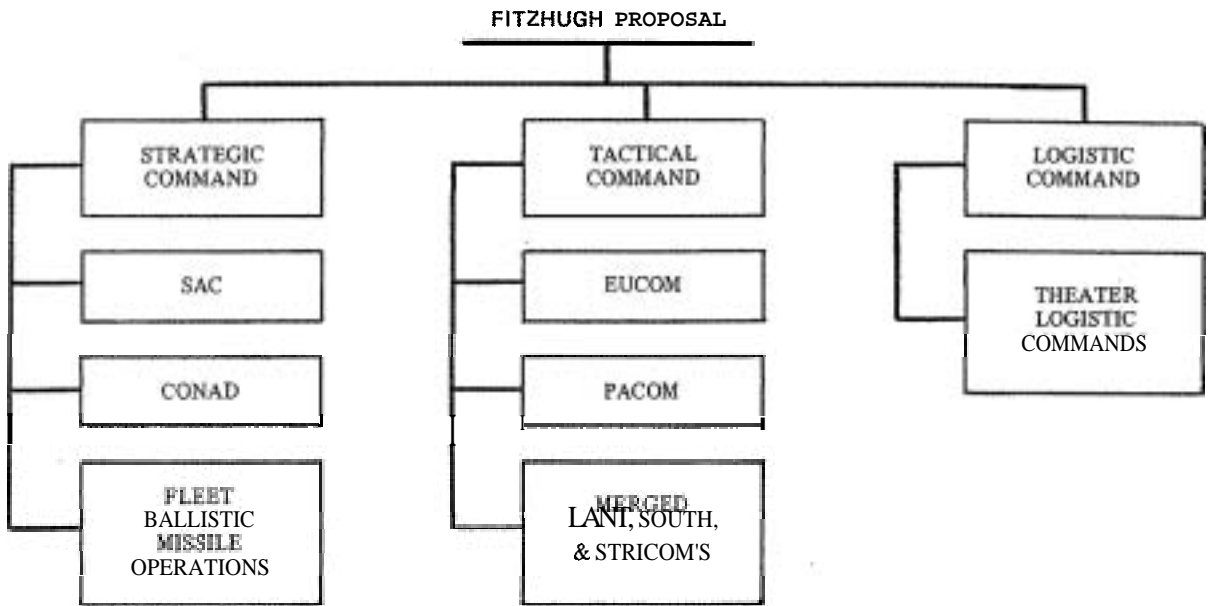 FITZHUGH PROPOSAL
STRATEGIC
COMMAND
SAC
CONAD
FLEET
BALLISTIC
MISSILE
OPERATIONS
TACTICAL
COMMAND
EUCOM
PACOM
MERGED
LANT, SOUTH,
& STRICOM'S
LOGISTIC
COMMAND
THEATER
LOGISTIC
COMMANDS